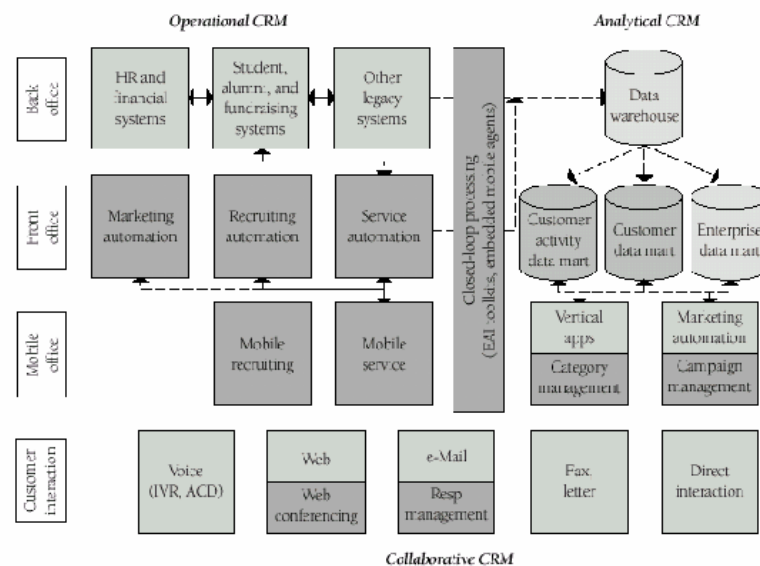 Operational CRM
Analytical CRM
Back
office
HR and
financial
systems
Student,
alumni, and
fundraising
systems
Other
legacy
systems
Closed-loop processing
(EAI toolkits, embedded mobile agents)
Data
warehouse
Front
office
Marketing
automation
Recruiting
automation
Service
automation
Customer
activity
data mart
Customer
data mart
Enterprise
data mart
Mobile
office
Mobile
recruiting
Mobile
service
Vertical
apps
Category
management
Marketing
automation
Campaign
management
Customer
interaction
Voice
(IVR, ACD)
Web
Web
conferencing
e-Mail
Resp
management
Fax
letter
Direct
interaction
Collaborative CRM